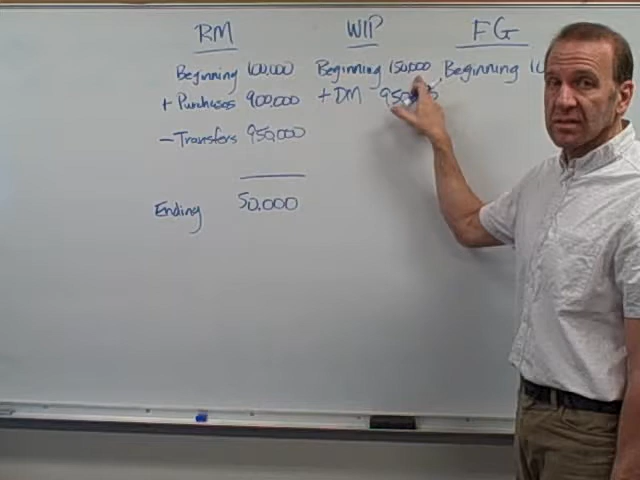 RM
Beginning 100,000
+ Purchases 900,000
- Transfers 950,000
Ending 50,000
WIP
Beginning 150,000
+ DM
FG
Beginning